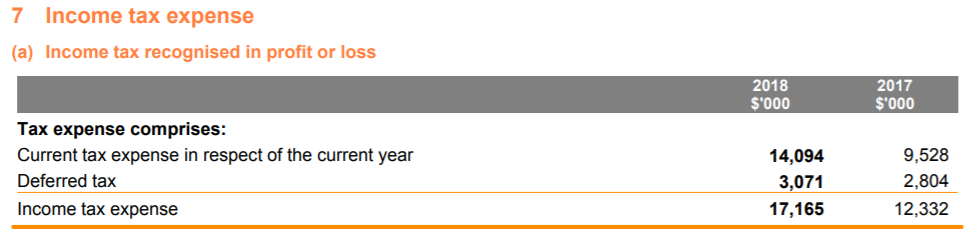 7 Income tax expense
(a) Income tax recognised in profit or loss
2018 2017
$'000 $'000
Tax expense comprises:
Current tax expense in respect of the current year 14,094 9,528
Deferred tax 3,071 2,804
Income tax expense 17,165 12,332